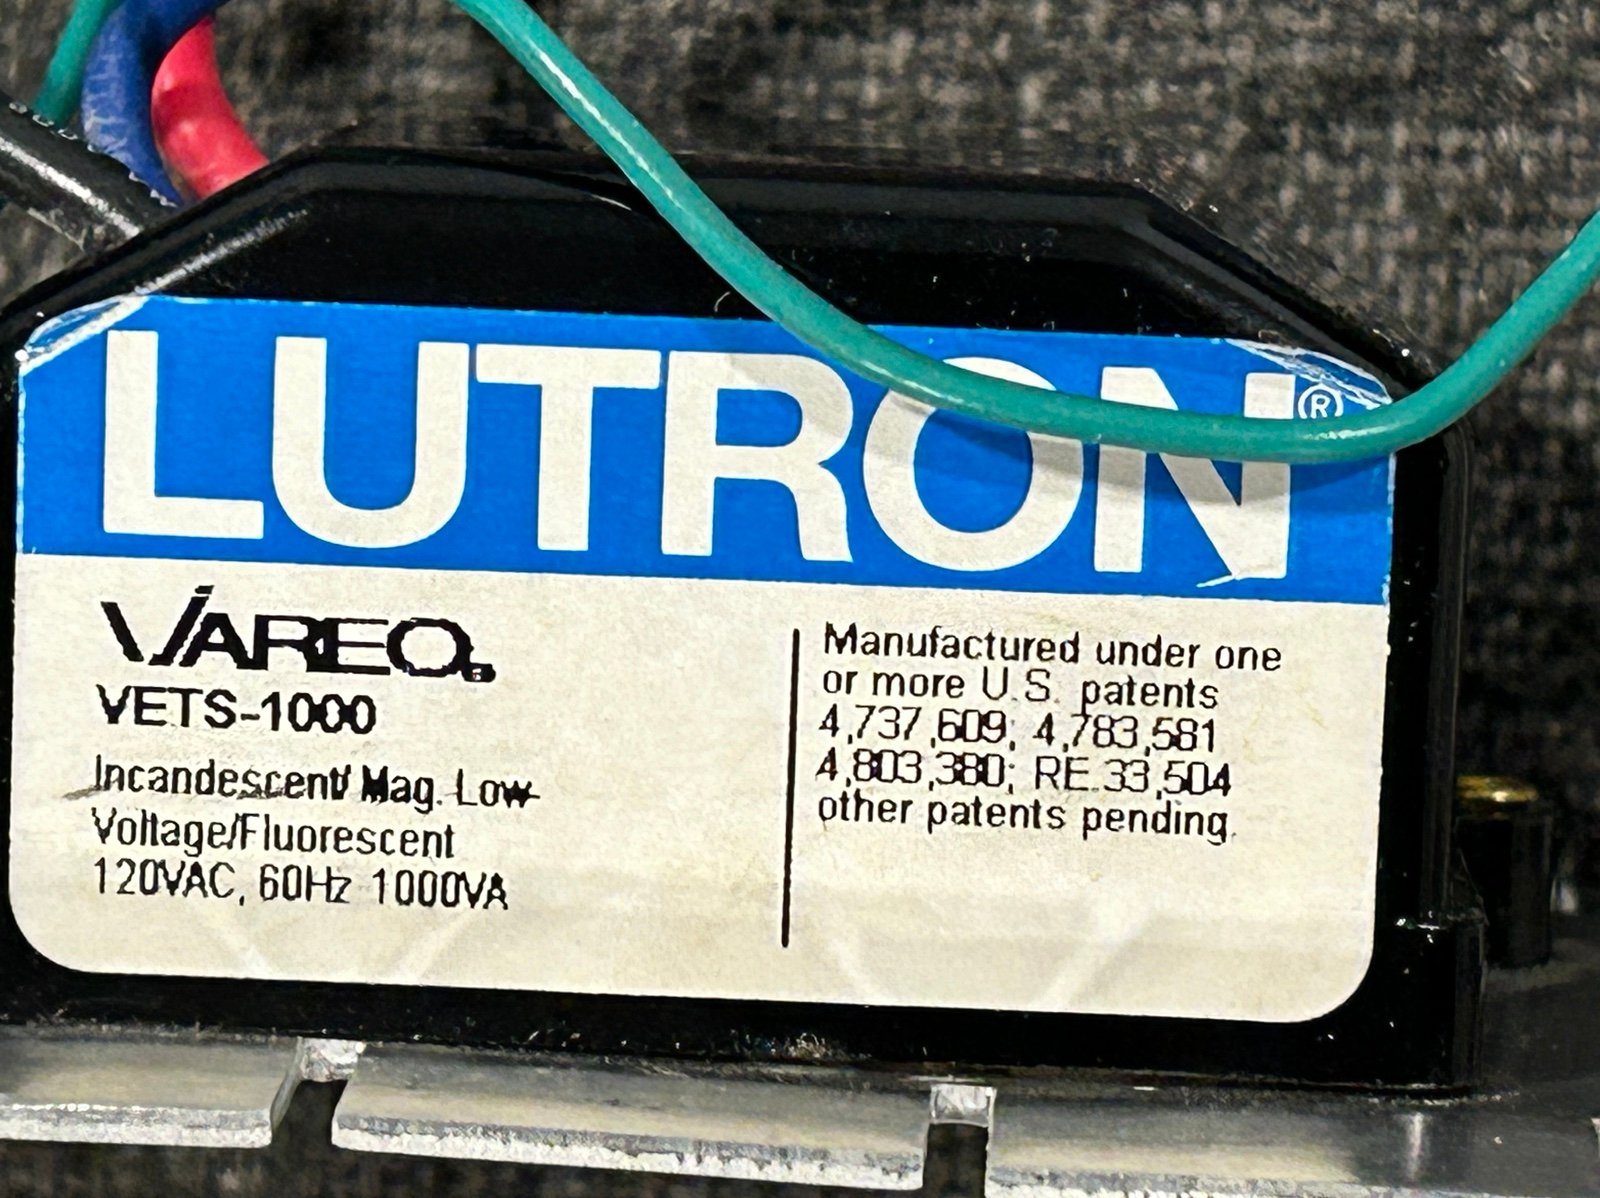 LUTRON®
VAREO®
VETS-1000
Incandescent/ Mag. Low
Voltage/Fluorescent
120VAC, 60Hz 1000VA
Manufactured under one
or more U.S. patents
4,737,609; 4,783,581
4,803,380; RE.33,504
other patents pending.